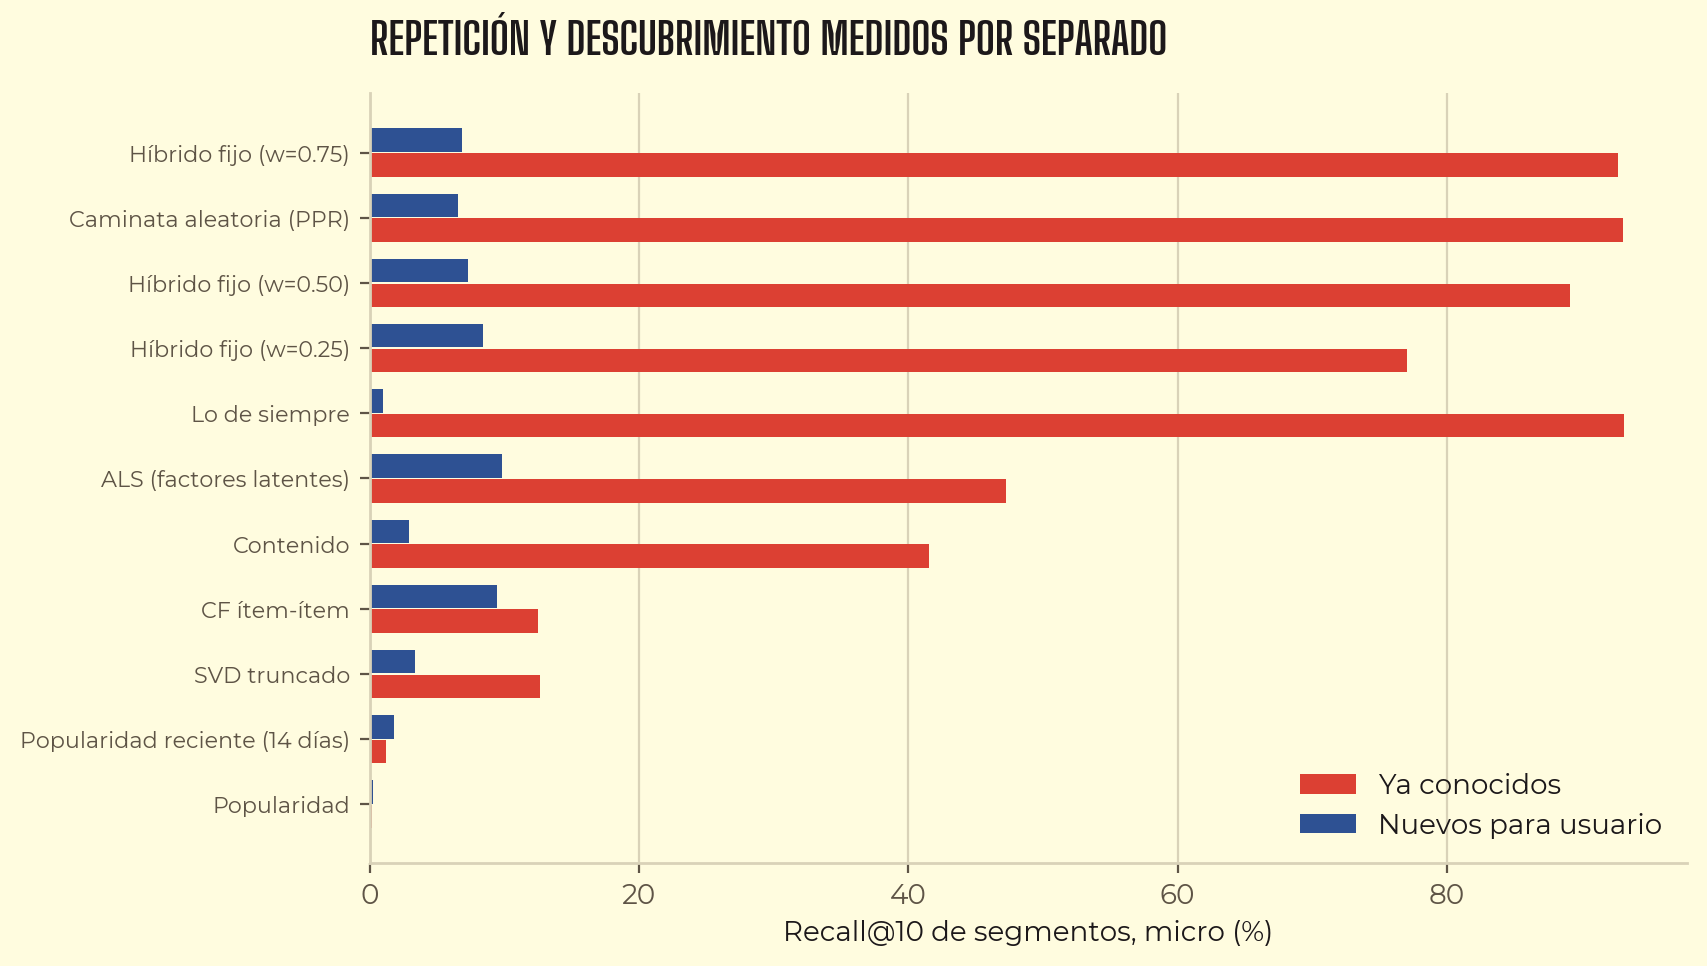 REPETICIÓN Y DESCUBRIMIENTO MEDIDOS POR SEPARADO
Híbrido fijo (w=0.75)
Caminata aleatoria (PPR)
Híbrido fijo (w=0.50)
Híbrido fijo (w=0.25)
Lo de siempre
ALS (factores latentes)
Contenido
CF ítem-ítem
SVD truncado
Popularidad reciente (14 días)
Popularidad
Ya conocidos
Nuevos para usuario
0 20 40 60 80
Recall@10 de segmentos, micro (%)